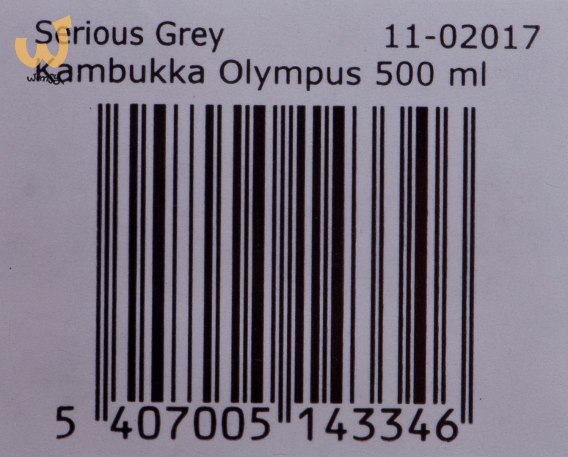 Serious Grey 11-02017
Kambukka Olympus 500 ml
5 407005 143346